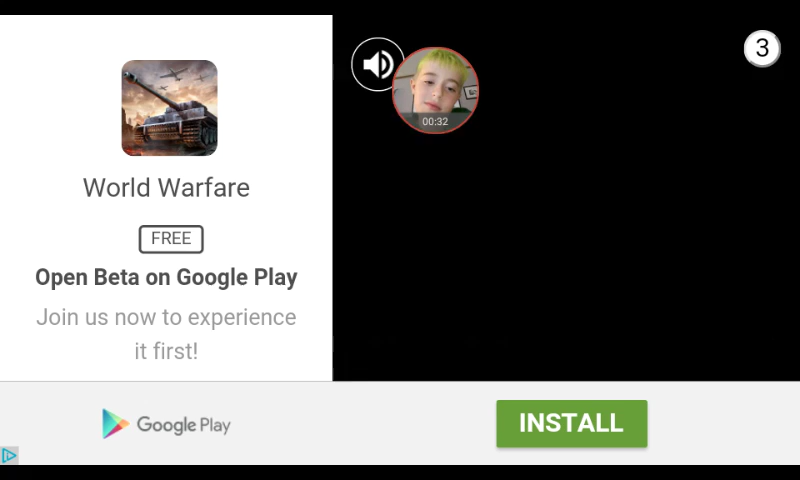 3
00:32
World Warfare
FREE
Open Beta on Google Play
Join us now to experience
it first!
Google Play
INSTALL